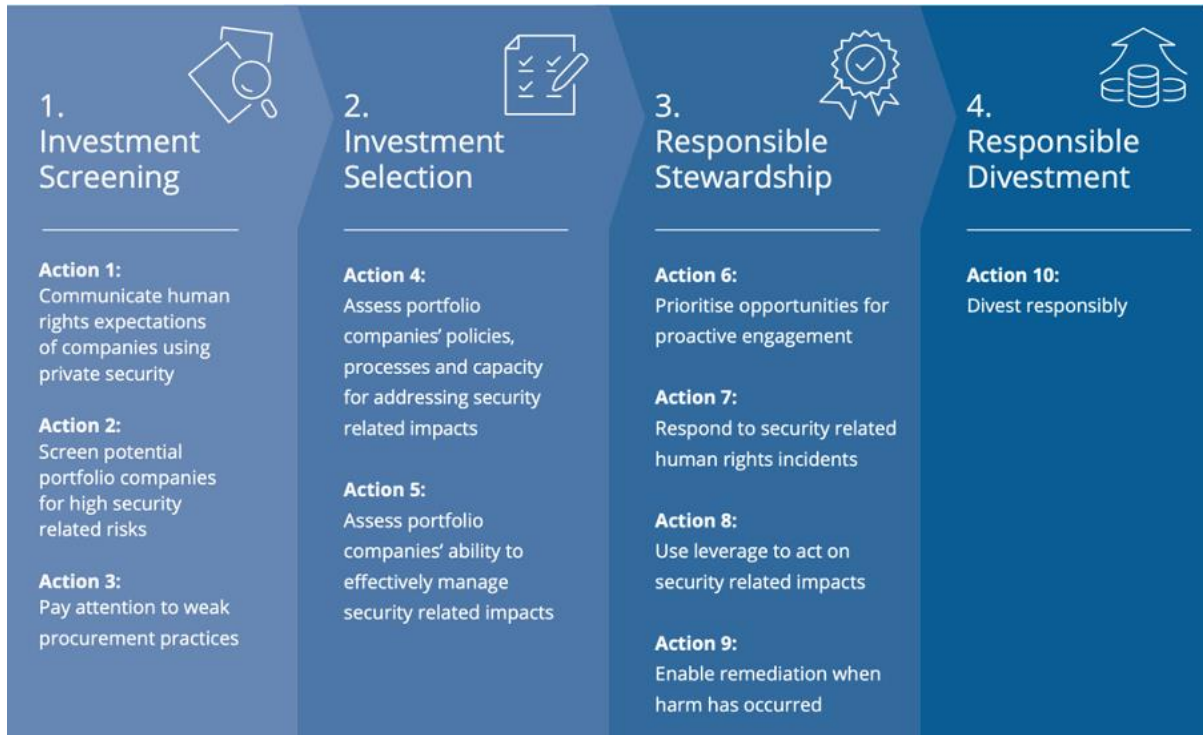 1.
Investment
Screening
Action 1:
Communicate human
rights expectations
of companies using
private security
Action 2:
Screen potential
portfolio companies
for high security
related risks
Action 3:
Pay attention to weak
procurement practices
2.
Investment
Selection
Action 4:
Assess portfolio
companies’ policies,
processes and capacity
for addressing security
related impacts
Action 5:
Assess portfolio
companies’ ability to
effectively manage
security related impacts
3.
Responsible
Stewardship
Action 6:
Prioritise opportunities for
proactive engagement
Action 7:
Respond to security related
human rights incidents
Action 8:
Use leverage to act on
security related impacts
Action 9:
Enable remediation when
harm has occurred
4.
Responsible
Divestment
Action 10:
Divest responsibly